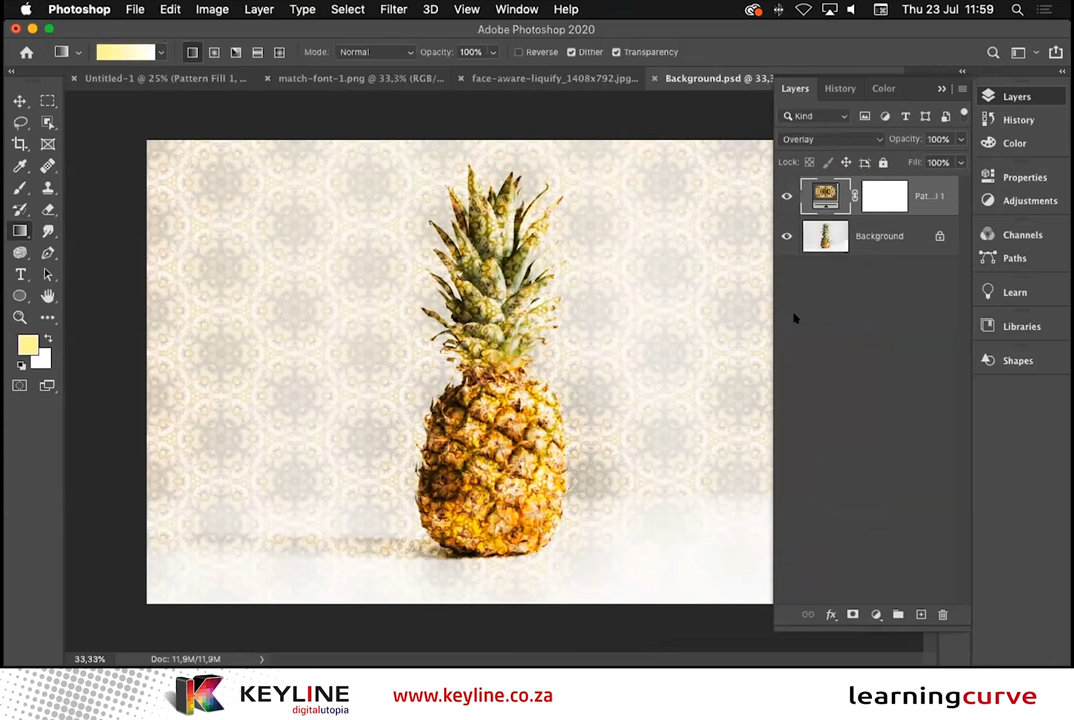 Photoshop File Edit Image Layer Type Select Filter 3D View Window Help Thu 23 Jul 11:59
Adobe Photoshop 2020
Mode: Normal Opacity: 100% Reverse Dither Transparency
Untitled-1 @ 25% (Pattern Fill 1, ... match-font-1.png @ 33,3% (RGB/... face-aware-liquify_1408x792.jpg... Background.psd @ 33,3
Layers History Color
Kind
Overlay Opacity: 100%
Lock: Fill: 100%
Pat...l 1
Background
Layers
History
Color
Properties
Adjustments
Channels
Paths
Learn
Libraries
Shapes
fx
33,33% Doc: 11,9M/11,9M
KEYLINE
digitalutopia
www.keyline.co.za
learningcurve